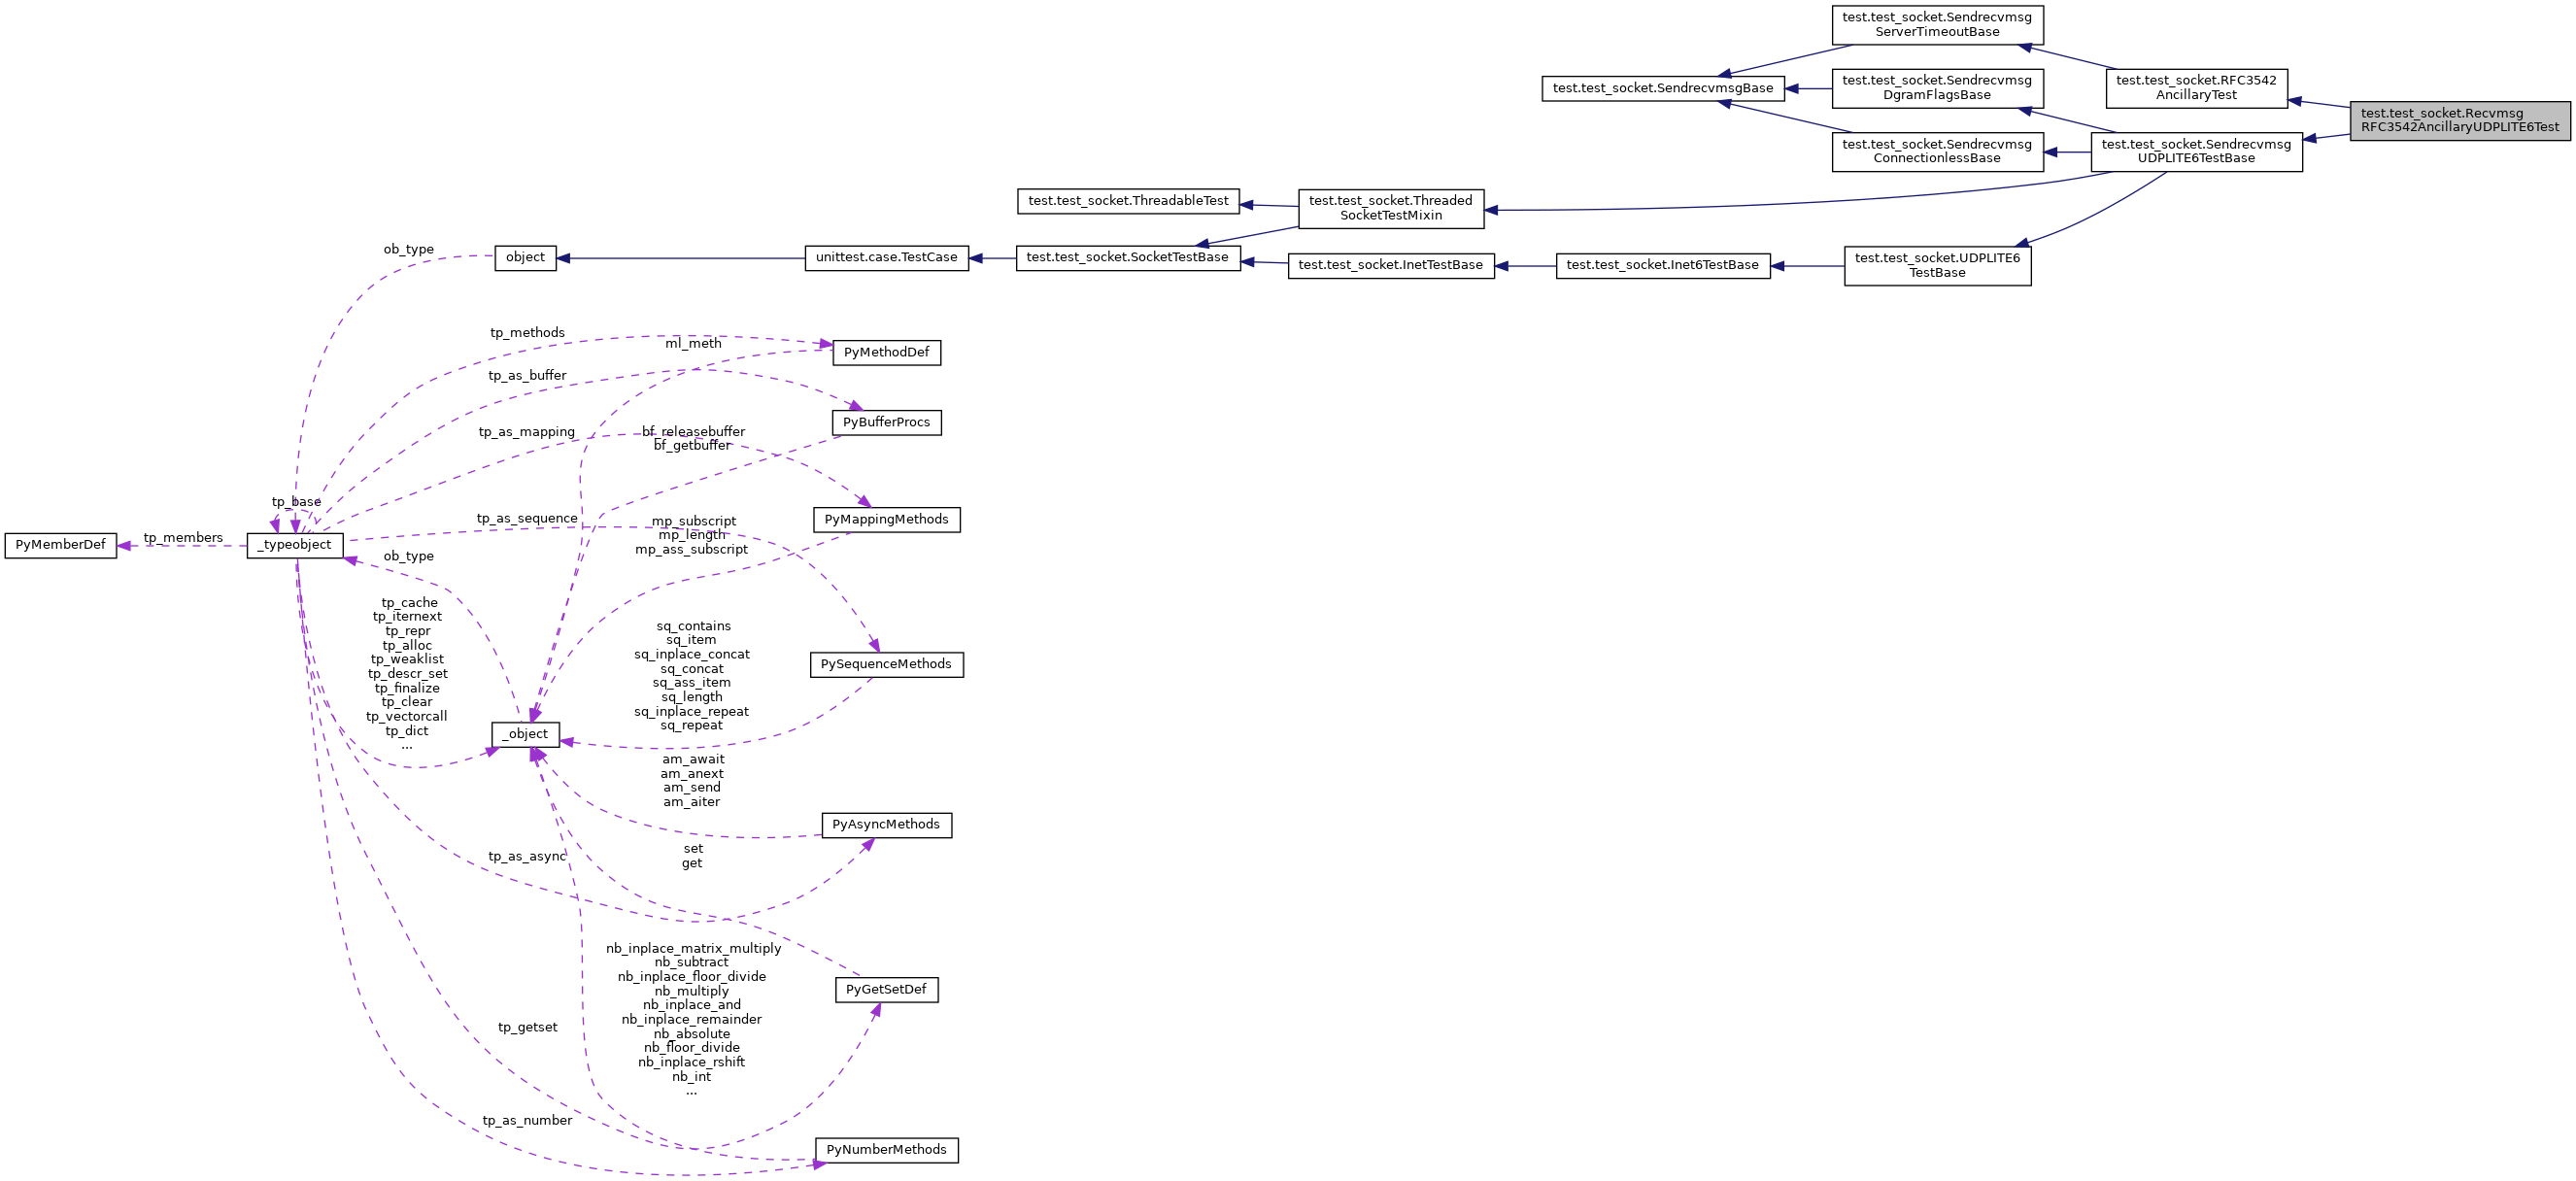 test.test_socket.Sendrecvmsg
ServerTimeoutBase
test.test_socket.SendrecvmsgBase
test.test_socket.Sendrecvmsg
DgramFlagsBase
test.test_socket.RFC3542
AncillaryTest
test.test_socket.Recvmsg
RFC3542AncillaryUDPLITE6Test
test.test_socket.Sendrecvmsg
ConnectionlessBase
test.test_socket.Sendrecvmsg
UDPLITE6TestBase
test.test_socket.ThreadableTest
test.test_socket.Threaded
SocketTestMixin
ob_type
object
unittest.case.TestCase
test.test_socket.SocketTestBase
test.test_socket.InetTestBase
test.test_socket.Inet6TestBase
test.test_socket.UDPLITE6
TestBase
tp_methods
ml_meth
PyMethodDef
tp_as_buffer
PyBufferProcs
tp_as_mapping
bf_releasebuffer
bf_getbuffer
tp_base
tp_as_sequence
mp_subscript
mp_length
mp_ass_subscript
PyMappingMethods
PyMemberDef
tp_members
_typeobject
ob_type
tp_cache
tp_iternext
tp_repr
tp_alloc
tp_weaklist
tp_descr_set
tp_finalize
tp_clear
tp_vectorcall
tp_dict
...
sq_contains
sq_item
sq_inplace_concat
sq_concat
sq_ass_item
sq_length
sq_inplace_repeat
sq_repeat
PySequenceMethods
_object
am_await
am_anext
am_send
am_aiter
PyAsyncMethods
tp_as_async
set
get
nb_inplace_matrix_multiply
nb_subtract
nb_inplace_floor_divide
nb_multiply
nb_inplace_and
nb_inplace_remainder
nb_absolute
nb_floor_divide
nb_inplace_rshift
nb_int
...
PyGetSetDef
tp_getset
tp_as_number
PyNumberMethods